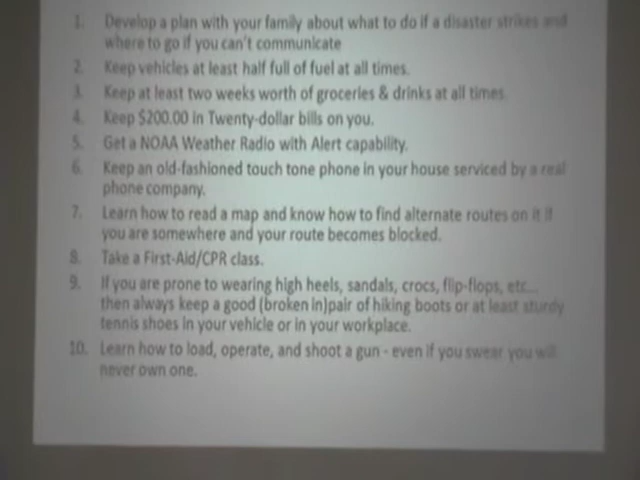 1. Develop a plan with your family about what to do if a disaster strikes and
where to go if you can't communicate
2. Keep vehicles at least half full of fuel at all times.
3. Keep at least two weeks worth of groceries & drinks at all times.
4. Keep $200.00 in Twenty-dollar bills on you.
5. Get a NOAA Weather Radio with Alert capability.
6. Keep an old-fashioned touch tone phone in your house serviced by a real
phone company.
7. Learn how to read a map and know how to find alternate routes on it if
you are somewhere and your route becomes blocked.
8. Take a First-Aid/CPR class.
9. If you are prone to wearing high heels, sandals, crocs, flip-flops, etc...
then always keep a good (broken in)pair of hiking boots or at least sturdy
tennis shoes in your vehicle or in your workplace.
10. Learn how to load, operate, and shoot a gun - even if you swear you will
never own one.